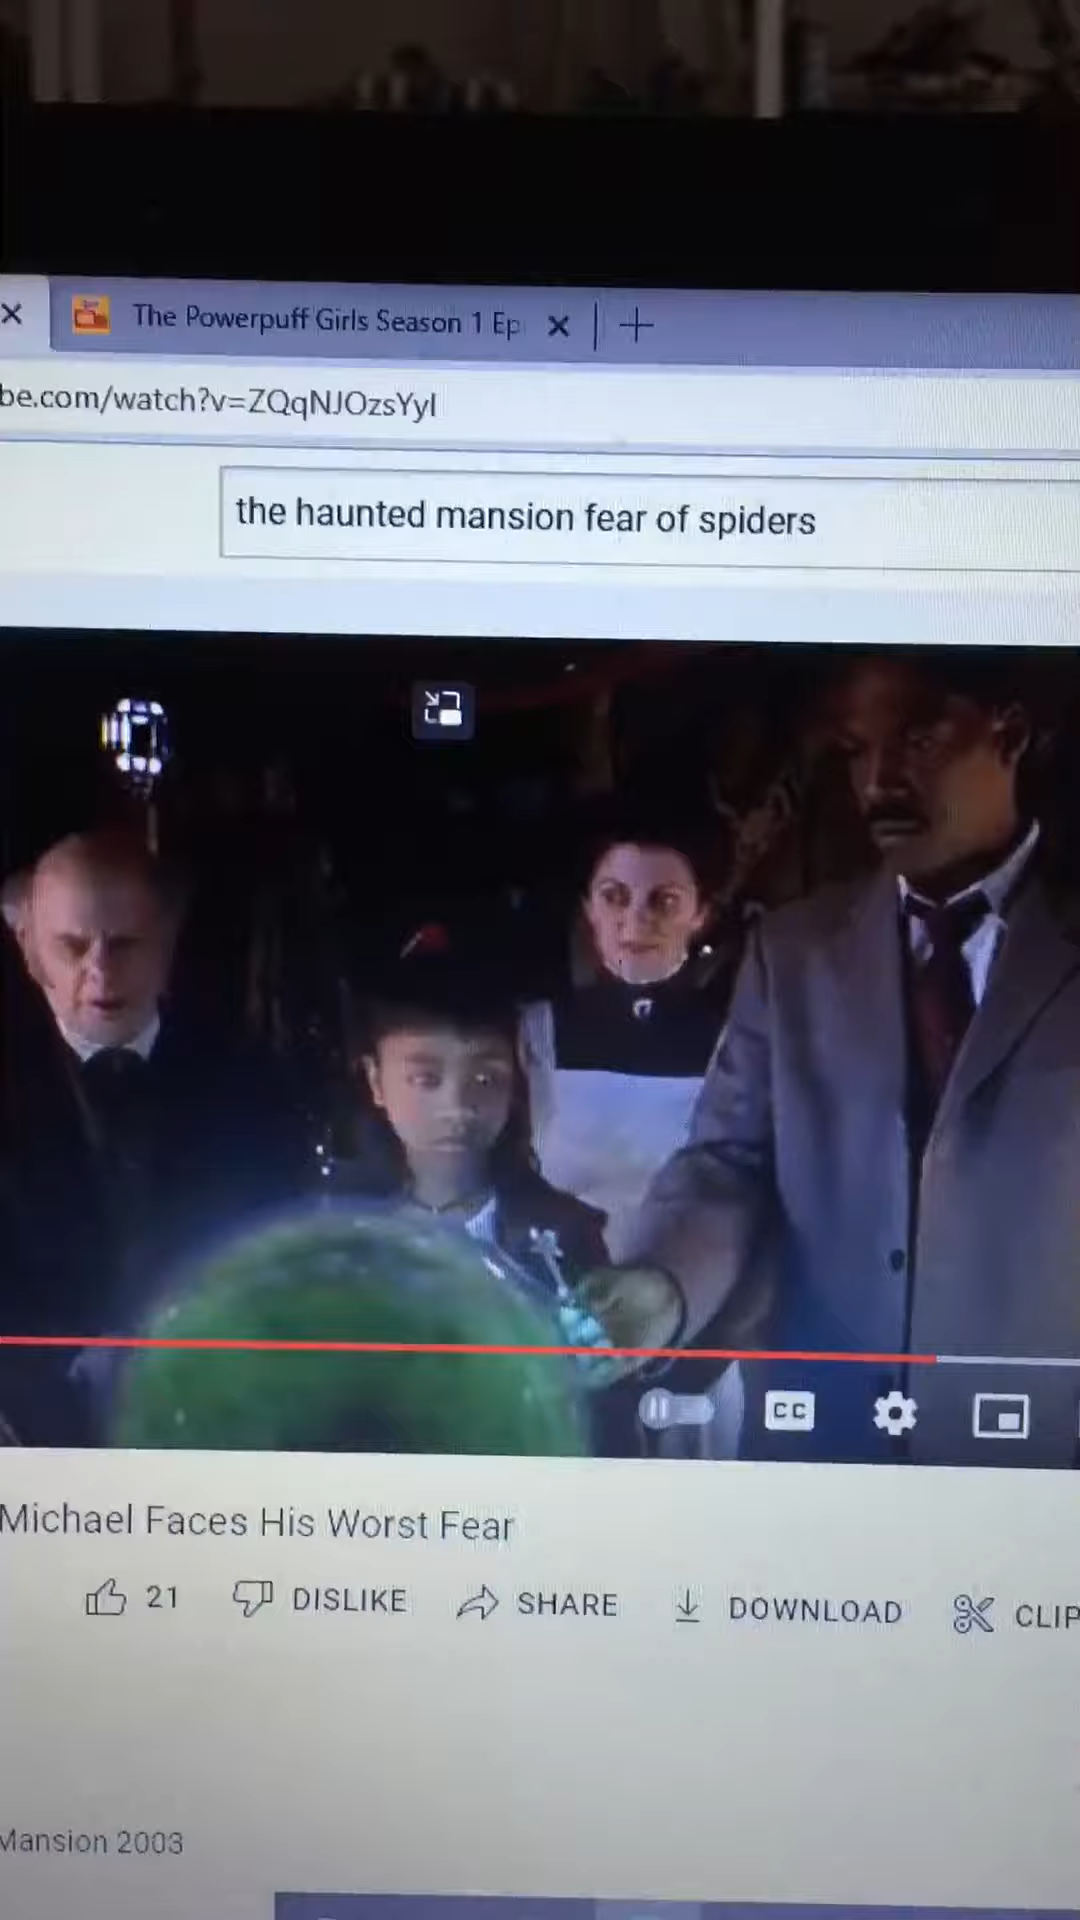 The Powerpuff Girls Season 1 Ep
be.com/watch?v=ZQqNJOzsYyI
the haunted mansion fear of spiders
CC
Michael Faces His Worst Fear
21 DISLIKE SHARE DOWNLOAD CLIP
Mansion 2003